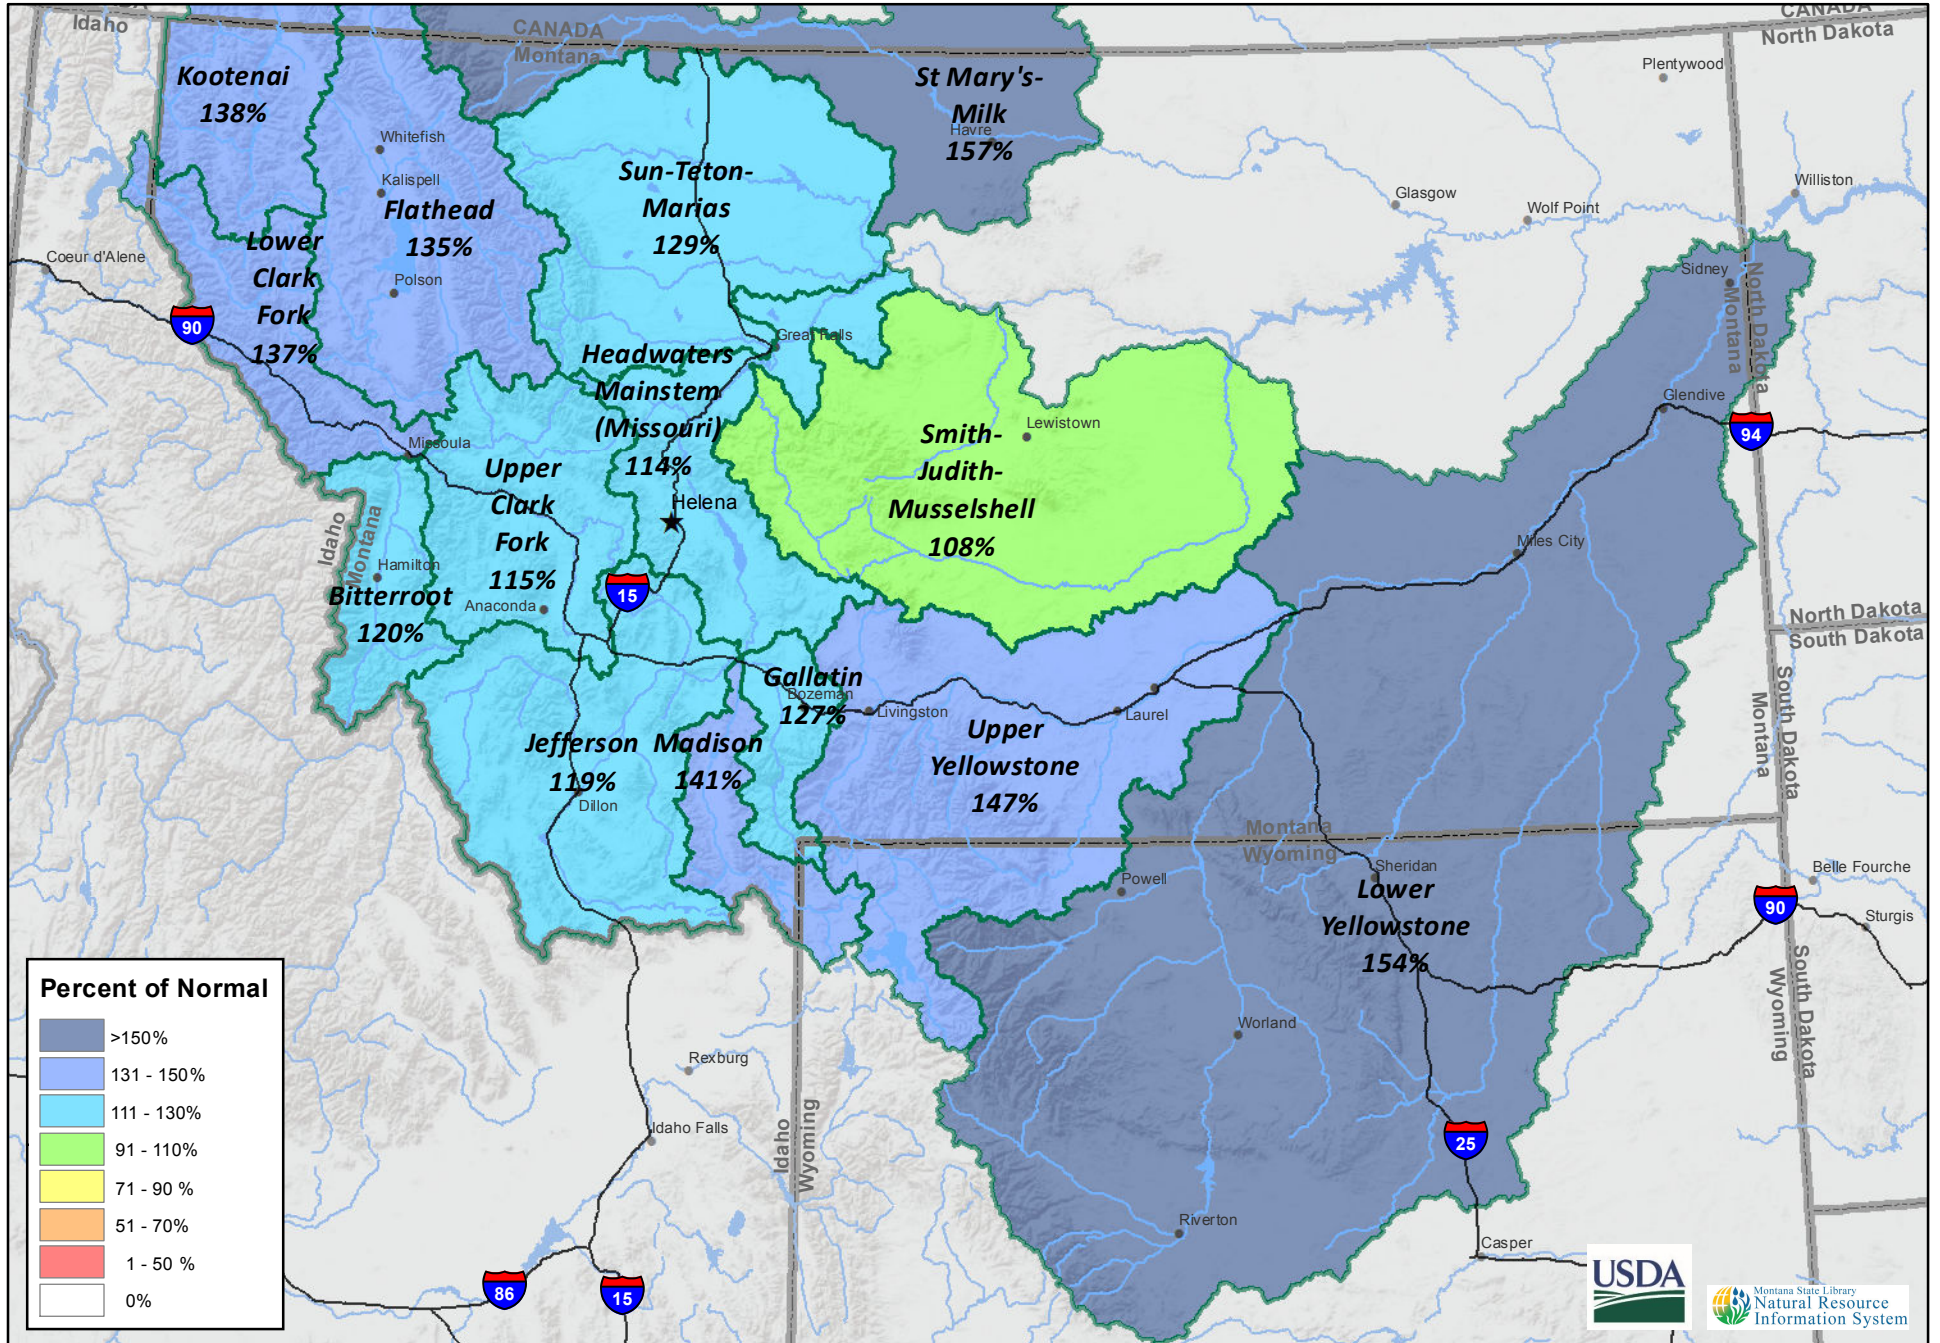 CANADA
Idaho
CANADA
Montana
CANADA
North Dakota
Kootenai
138%
Whitefish
Kalispell
Flathead
135%
Polson
Lower
Clark
Fork
137%
Coeur d'Alene
90
Sun-Teton-
Marias
129%
St Mary's-
Milk
Havre
157%
Plentywood
Glasgow
Wolf Point
Williston
Sidney
North Dakota
Montana
Glendive
94
Great Falls
Headwaters
Mainstem
(Missouri)
114%
Helena
Smith-
Judith-
Musselshell
108%
Lewistown
Missoula
Upper
Clark
Fork
115%
Anaconda
15
Idaho
Montana
Hamilton
Bitterroot
120%
Miles City
North Dakota
South Dakota
Gallatin
Bozeman
127%
Livingston
Laurel
Upper
Yellowstone
147%
Jefferson
119%
Dillon
Madison
141%
South Dakota
Montana
Montana
Wyoming
Sheridan
Powell
Lower
Yellowstone
154%
Belle Fourche
90
Sturgis
South Dakota
Wyoming
Worland
Riverton
25
Casper
Rexburg
Idaho Falls
Idaho
Wyoming
86
15
Percent of Normal
>150%
131 - 150%
111 - 130%
91 - 110%
71 - 90 %
51 - 70%
1 - 50 %
0%
USDA
Montana State Library
Natural Resource
Information System